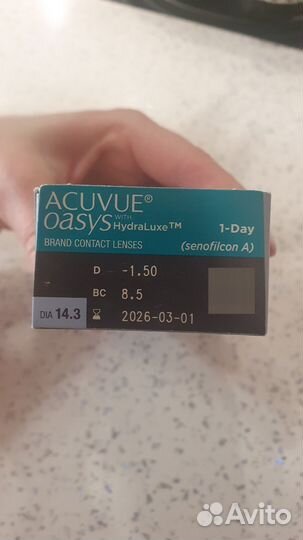 ACUVUE®
OASYS WITH HydraLuxe™ 1-Day
BRAND CONTACT LENSES (senofilcon A)
D -1.50
BC 8.5
DIA 14.3 2026-03-01
Avito